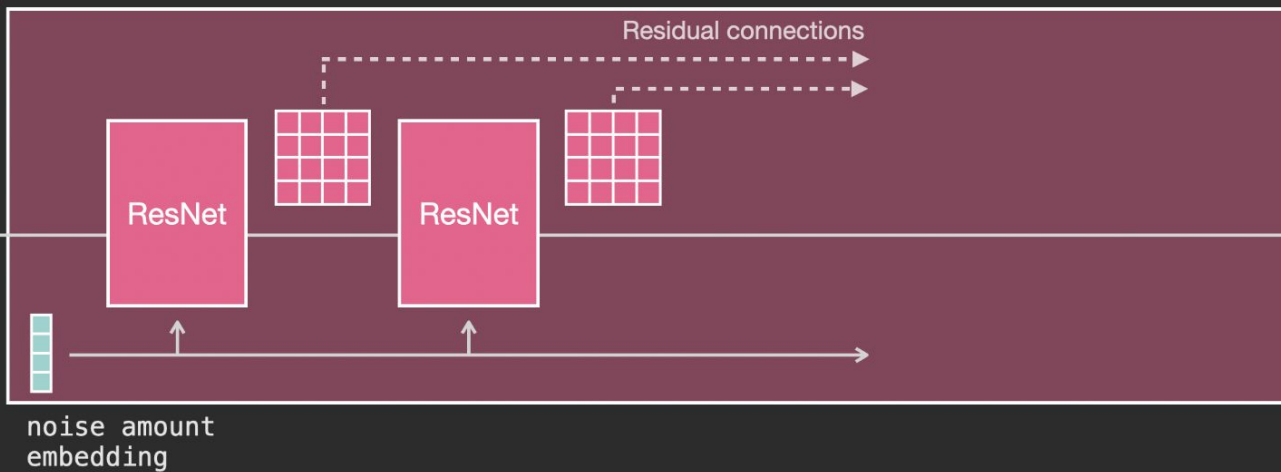 Residual connections
ResNet
ResNet
noise amount
embedding